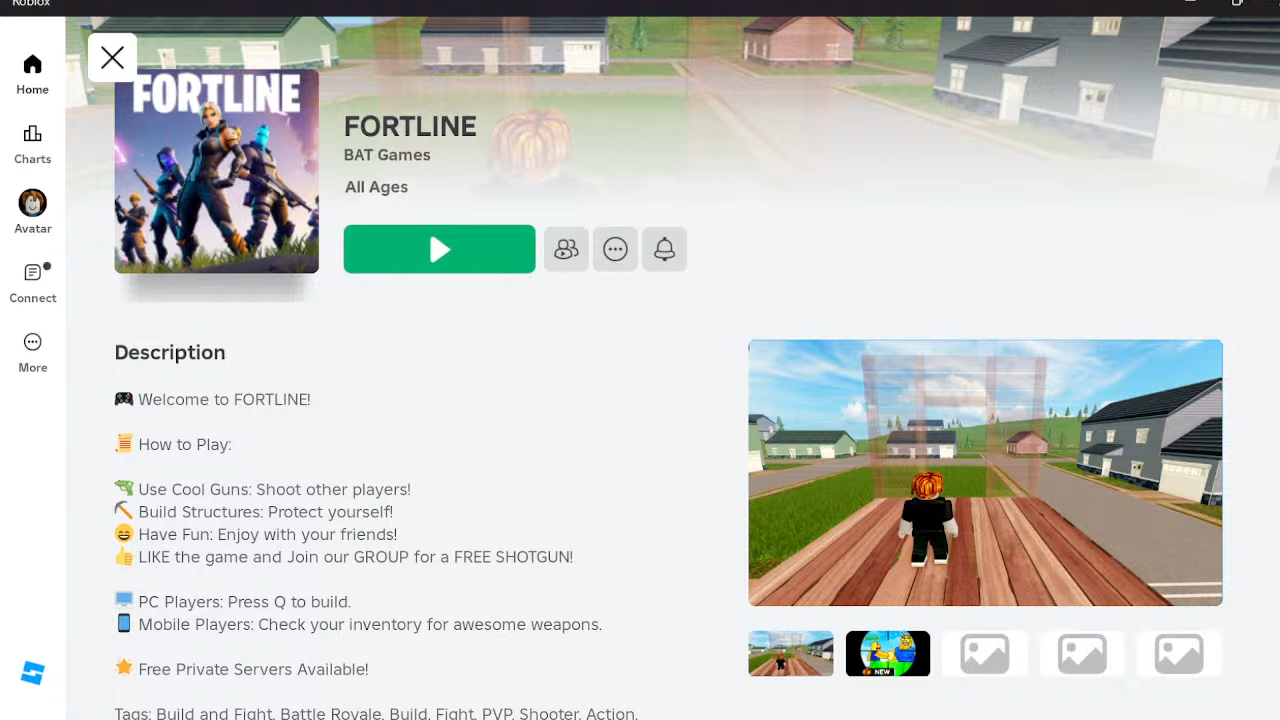 Roblox
Home
Charts
Avatar
Connect
More
FORTLINE
FORTLINE
BAT Games
All Ages
Description
🎮 Welcome to FORTLINE!
📜 How to Play:
🔫 Use Cool Guns: Shoot other players!
⛏️ Build Structures: Protect yourself!
😄 Have Fun: Enjoy with your friends!
👍 LIKE the game and Join our GROUP for a FREE SHOTGUN!
🖥️ PC Players: Press Q to build.
📱 Mobile Players: Check your inventory for awesome weapons.
⭐ Free Private Servers Available!
Tags: Build and Fight, Battle Royale, Build, Fight, PVP, Shooter, Action,
NEW